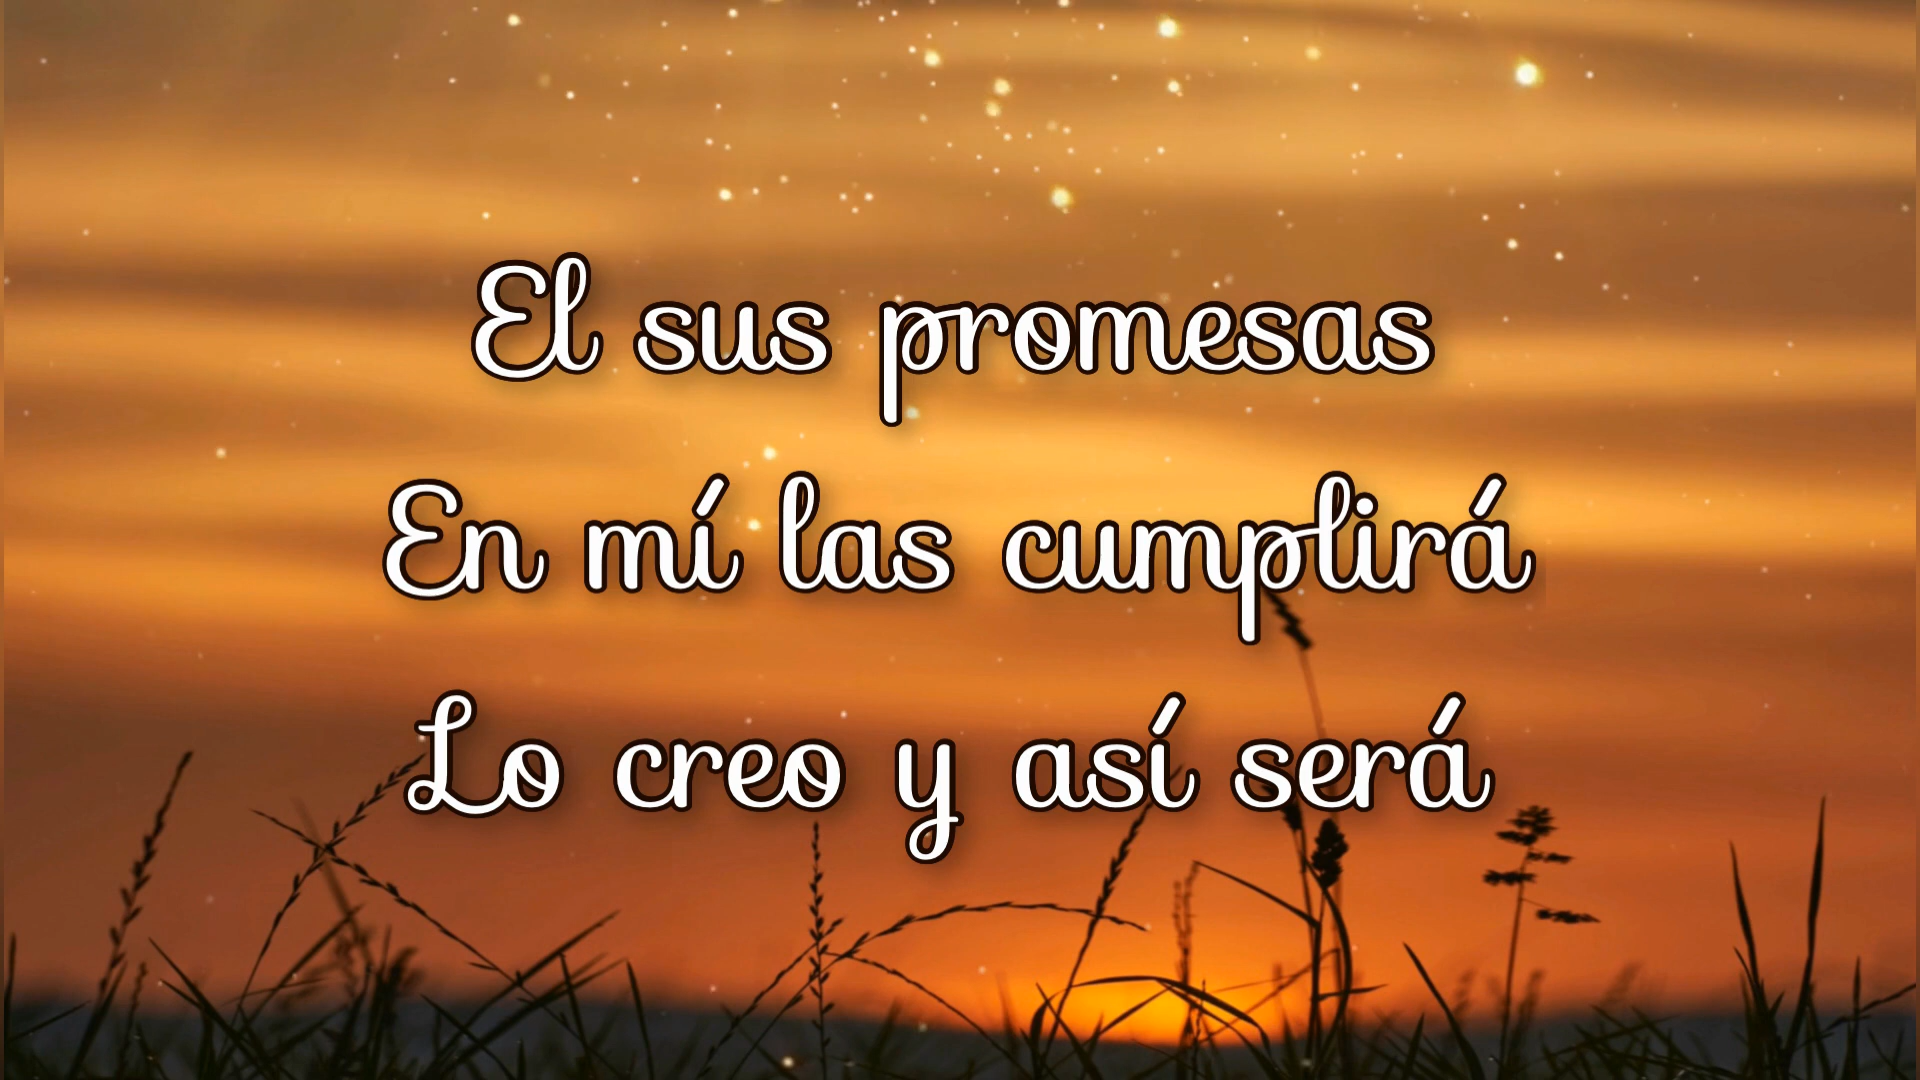 El sus promesas
En mí las cumplirá
Lo creo y así será